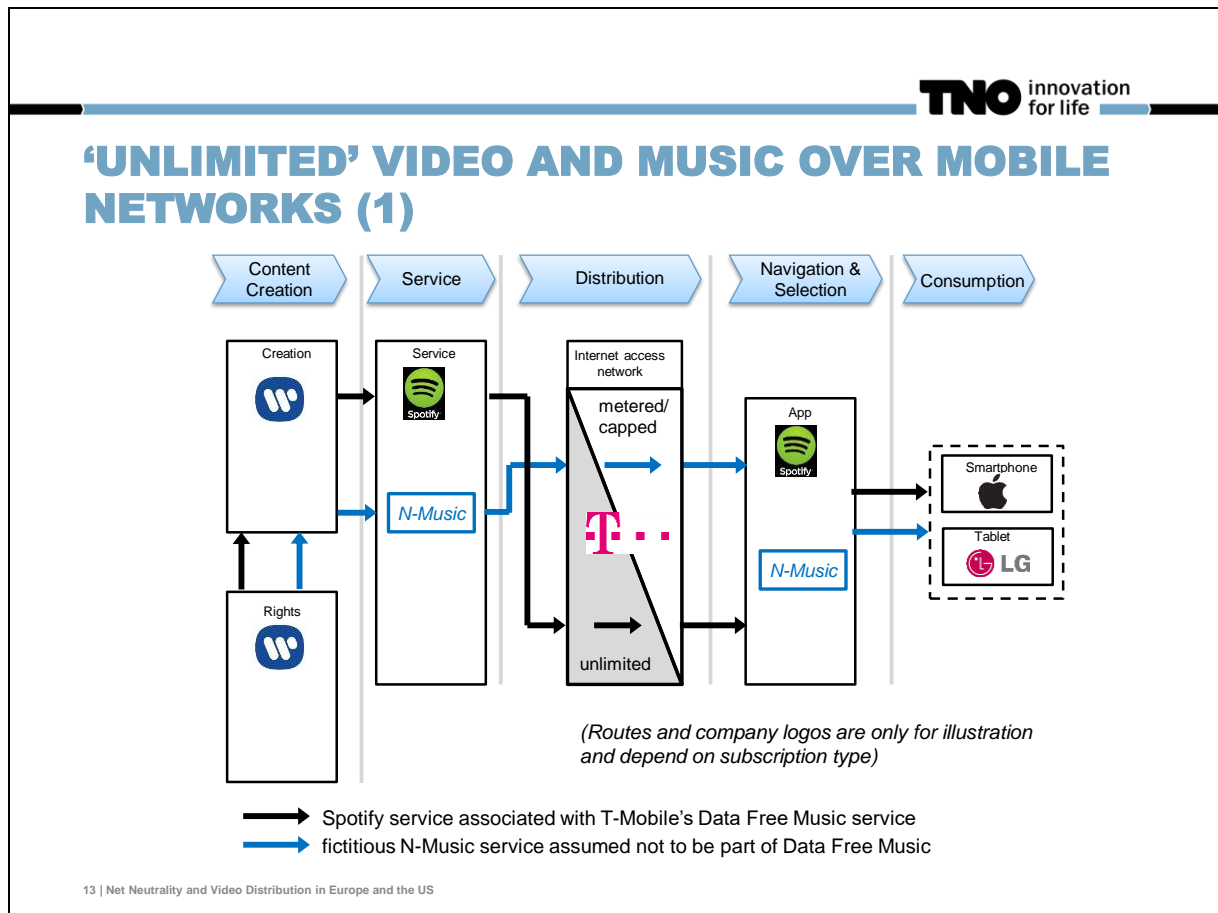 TNO innovation
for life
‘UNLIMITED’ VIDEO AND MUSIC OVER MOBILE
NETWORKS (1)
Content
Creation
Service
Distribution
Navigation &
Selection
Consumption
Creation
Service
Spotify
N-Music
Internet access
network
metered/
capped
T
unlimited
App
Spotify
N-Music
Smartphone
Tablet
LG
Rights
(Routes and company logos are only for illustration
and depend on subscription type)
Spotify service associated with T-Mobile’s Data Free Music service
fictitious N-Music service assumed not to be part of Data Free Music
13 | Net Neutrality and Video Distribution in Europe and the US